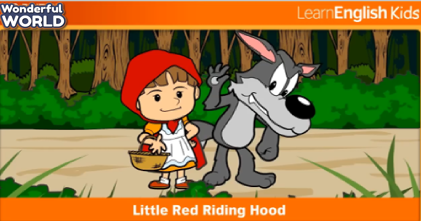 Wonderful
WORLD
LearnEnglish Kids
Little Red Riding Hood